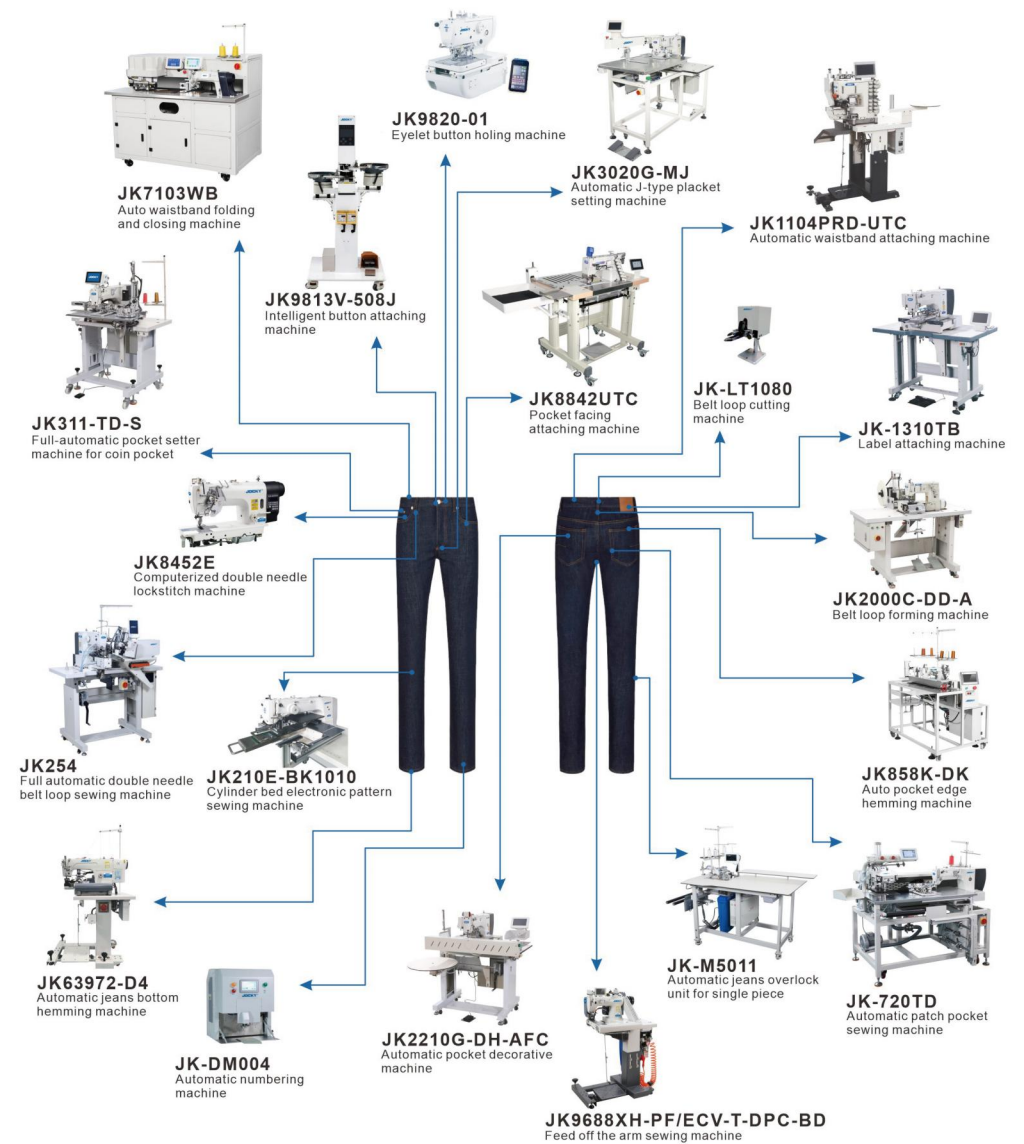 JK9820-01
Eyelet button holing machine
JK7103WB
Auto waistband folding
and closing machine
JK3020G-MJ
Automatic J-type placket
setting machine
JK1104PRD-UTC
Automatic waistband attaching machine
JK9813V-508J
Intelligent button attaching
machine
JK311-TD-S
Full-automatic pocket setter
machine for coin pocket
JK8842UTC
Pocket facing
attaching machine
JK-LT1080
Belt loop cutting
machine
JK-1310TB
Label attaching machine
JOCKY
JK8452E
Computerized double needle
lockstitch machine
JK2000C-DD-A
Belt loop forming machine
JK254
Full automatic double needle
belt loop sewing machine
JK210E-BK1010
Cylinder bed electronic pattern
sewing machine
JK858K-DK
Auto pocket edge
hemming machine
JK63972-D4
Automatic jeans bottom
hemming machine
JOCKY
JK-DM004
Automatic numbering
machine
JK2210G-DH-AFC
Automatic pocket decorative
machine
JK-M5011
Automatic jeans overlock
unit for single piece
JK-720TD
Automatic patch pocket
sewing machine
JK9688XH-PF/ECV-T-DPC-BD
Feed off the arm sewing machine